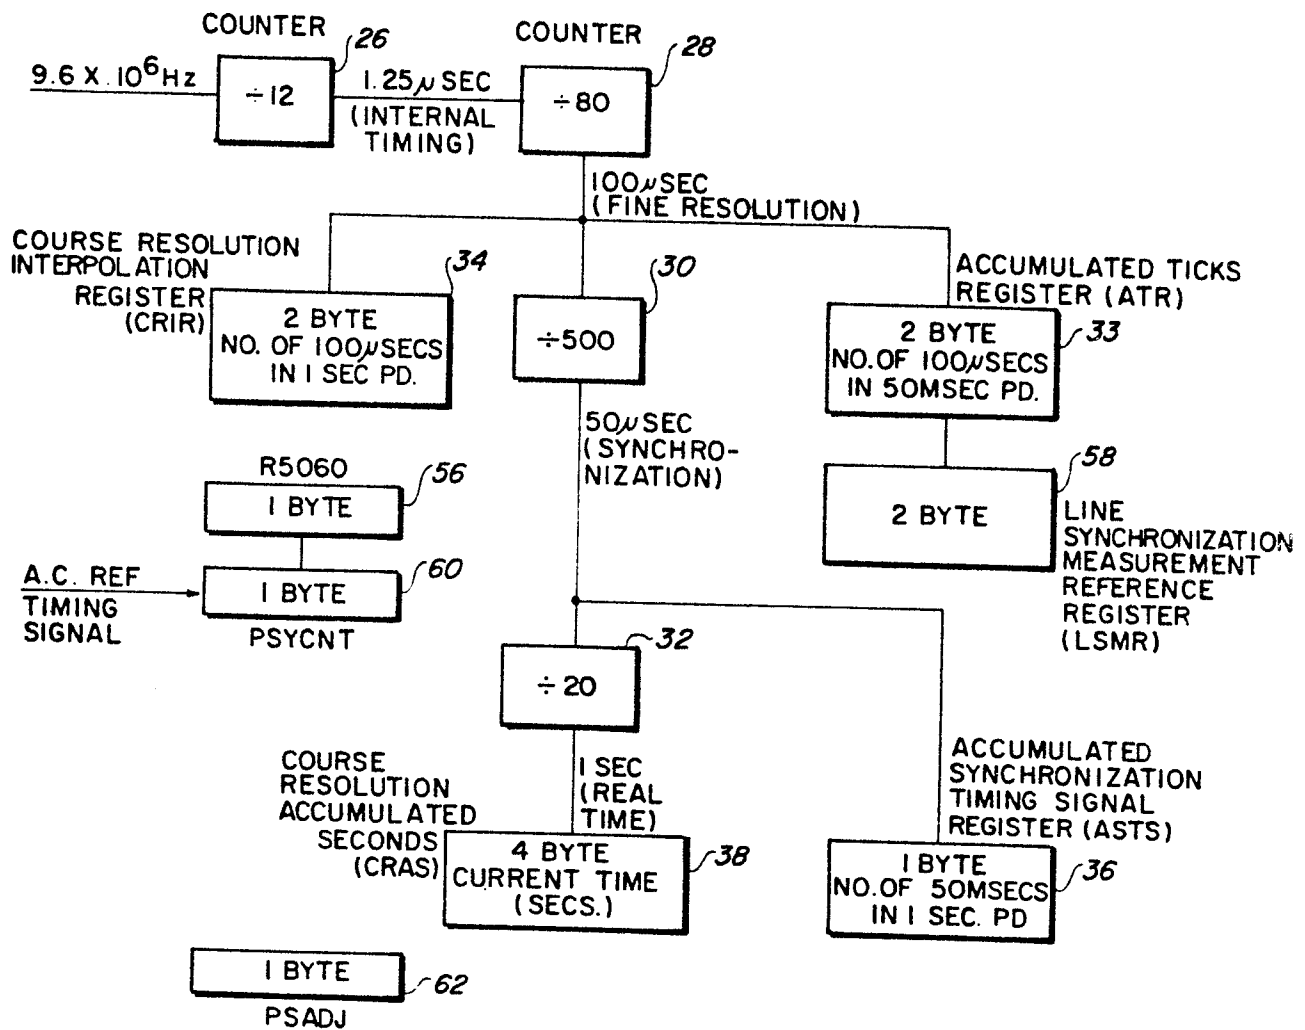 COUNTER
26
COUNTER
28
9.6 X.10⁶Hz
÷12
1.25μ SEC
(INTERNAL
TIMING)
÷80
100μSEC
(FINE RESOLUTION)
COURSE RESOLUTION
INTERPOLATION
REGISTER
(CRIR)
34
2 BYTE
NO. OF 100μSECS
IN 1 SEC PD.
30
÷500
ACCUMULATED TICKS
REGISTER (ATR)
33
2 BYTE
NO.OF 100μSECS
IN 50MSEC PD.
50μSEC
(SYNCHRO-
NIZATION)
R5060
56
1 BYTE
58
2 BYTE
LINE
SYNCHRONIZATION
MEASUREMENT
REFERENCE
REGISTER
(LSMR)
A.C. REF
TIMING
SIGNAL
60
1 BYTE
PSYCNT
32
÷20
COURSE
RESOLUTION
ACCUMULATED
SECONDS
(CRAS)
1 SEC
(REAL
TIME)
38
4 BYTE
CURRENT TIME
(SECS.)
ACCUMULATED
SYNCHRONIZATION
TIMING SIGNAL
REGISTER (ASTS)
36
1 BYTE
NO.OF 50MSECS
IN 1 SEC. PD
1 BYTE
62
PSADJ